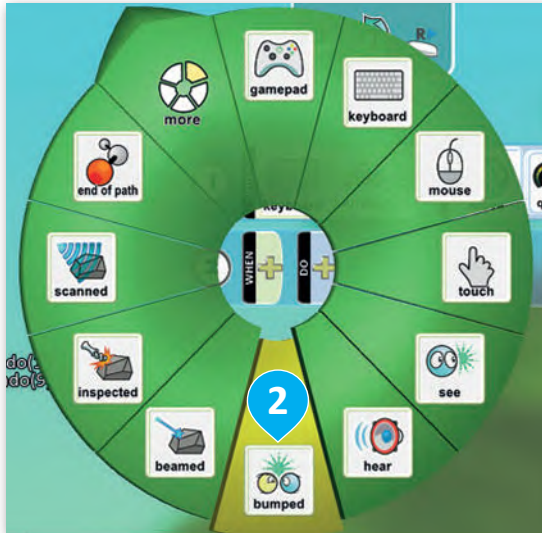 R
gamepad
more
keyboard
end of path
mouse
scanned
WHEN
DO
touch
inspected
see
2
beamed
hear
bumped